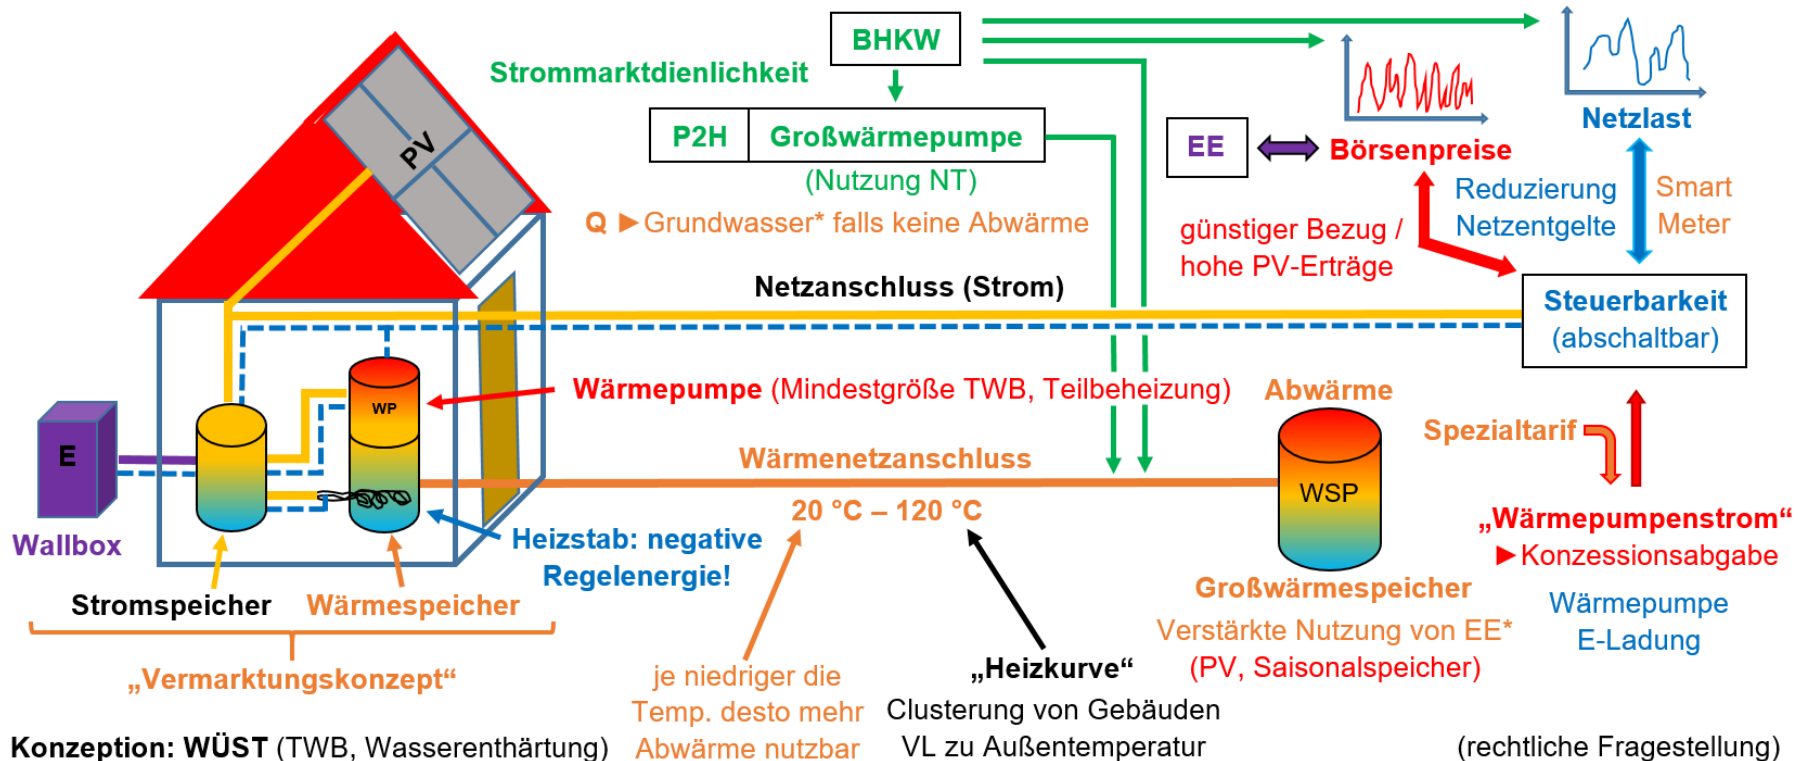 BHKW
Strommarktdienlichkeit
P2H
Großwärmepumpe
(Nutzung NT)
Q ►Grundwasser* falls keine Abwärme
EE
Börsenpreise
Netzlast
Reduzierung
Netzentgelte
Smart
Meter
günstiger Bezug /
hohe PV-Erträge
PV
Netzanschluss (Strom)
Steuerbarkeit
(abschaltbar)
WP
Wärmepumpe (Mindestgröße TWB, Teilbeheizung)
Abwärme
Spezialtarif
E
Wallbox
Wärmenetzanschluss
20 °C – 120 °C
WSP
„Wärmepumpenstrom“
►Konzessionsabgabe
Heizstab: negative
Regelenergie!
Großwärmespeicher
Verstärkte Nutzung von EE*
(PV, Saisonalspeicher)
Wärmepumpe
E-Ladung
Stromspeicher
Wärmespeicher
„Vermarktungskonzept“
je niedriger die
Temp. desto mehr
Abwärme nutzbar
„Heizkurve“
Clusterung von Gebäuden
VL zu Außentemperatur
Konzeption: WÜST (TWB, Wasserenthärtung)
(rechtliche Fragestellung)